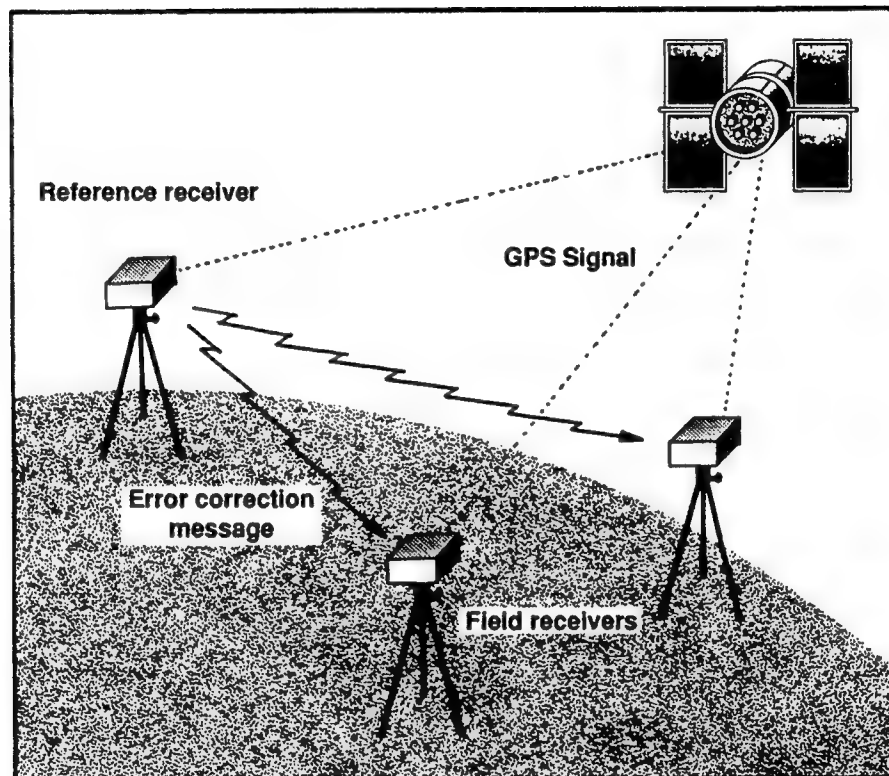 Reference receiver
GPS Signal
Error correction
message
Field receivers